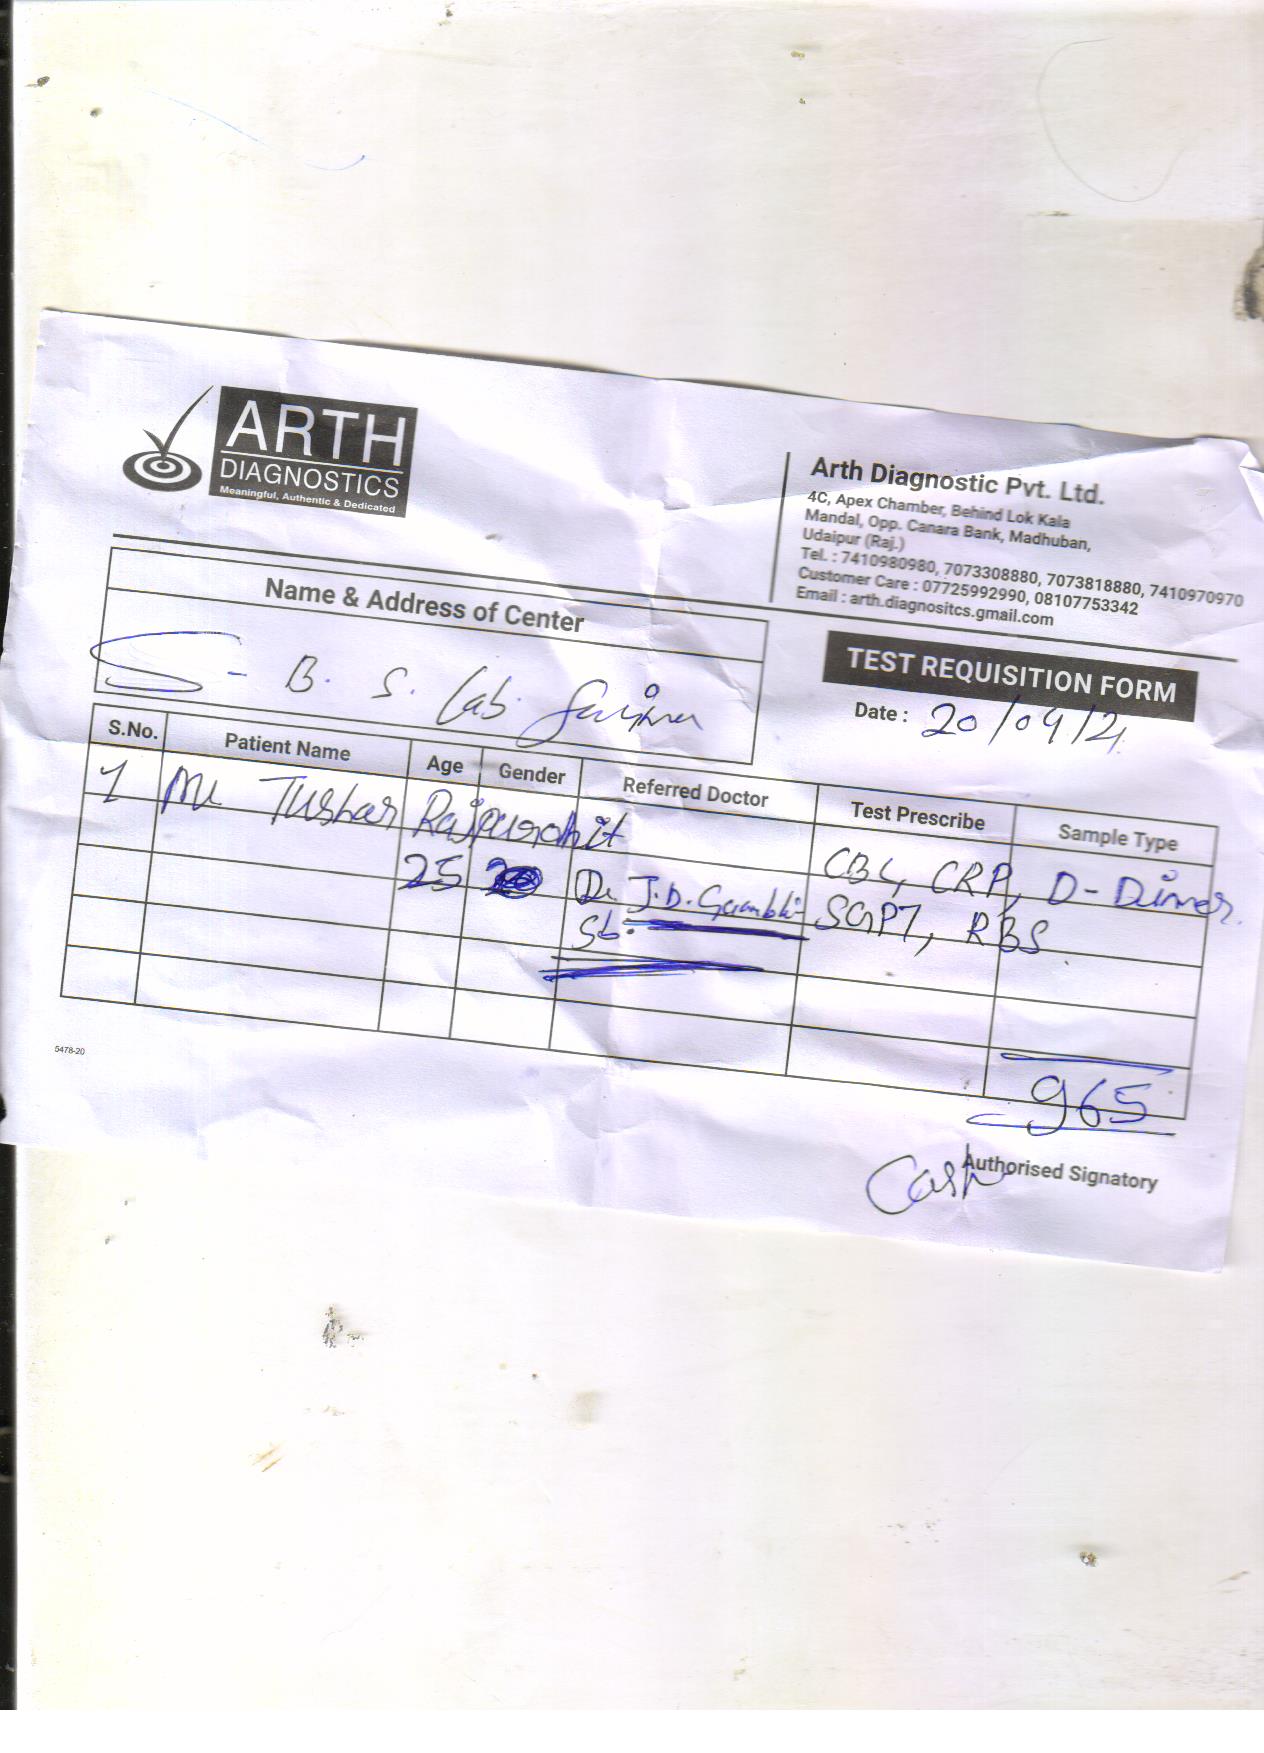 ARTH
DIAGNOSTICS
Meaningful, Authentic & Dedicated
Arth Diagnostic Pvt. Ltd.
4C, Apex Chamber, Behind Lok Kala
Mandal, Opp. Canara Bank, Madhuban,
Udaipur (Raj.)
Tel. : 7410980980, 7073308880, 7073818880, 7410970970
Customer Care : 07725992990, 08107753342
Email : arth.diagnositcs.gmail.com
Name & Address of Center
B. S. Lab.
TEST REQUISITION FORM
Date : 20/04/21
S.No. Patient Name Age Gender Referred Doctor Test Prescribe Sample Type
1 Mr Tushar Rajpurohit
CBC, CRP, D-Dimer.
25 Dr J.D.
SGPT, RBS
5478-20
965
Cash
Authorised Signatory